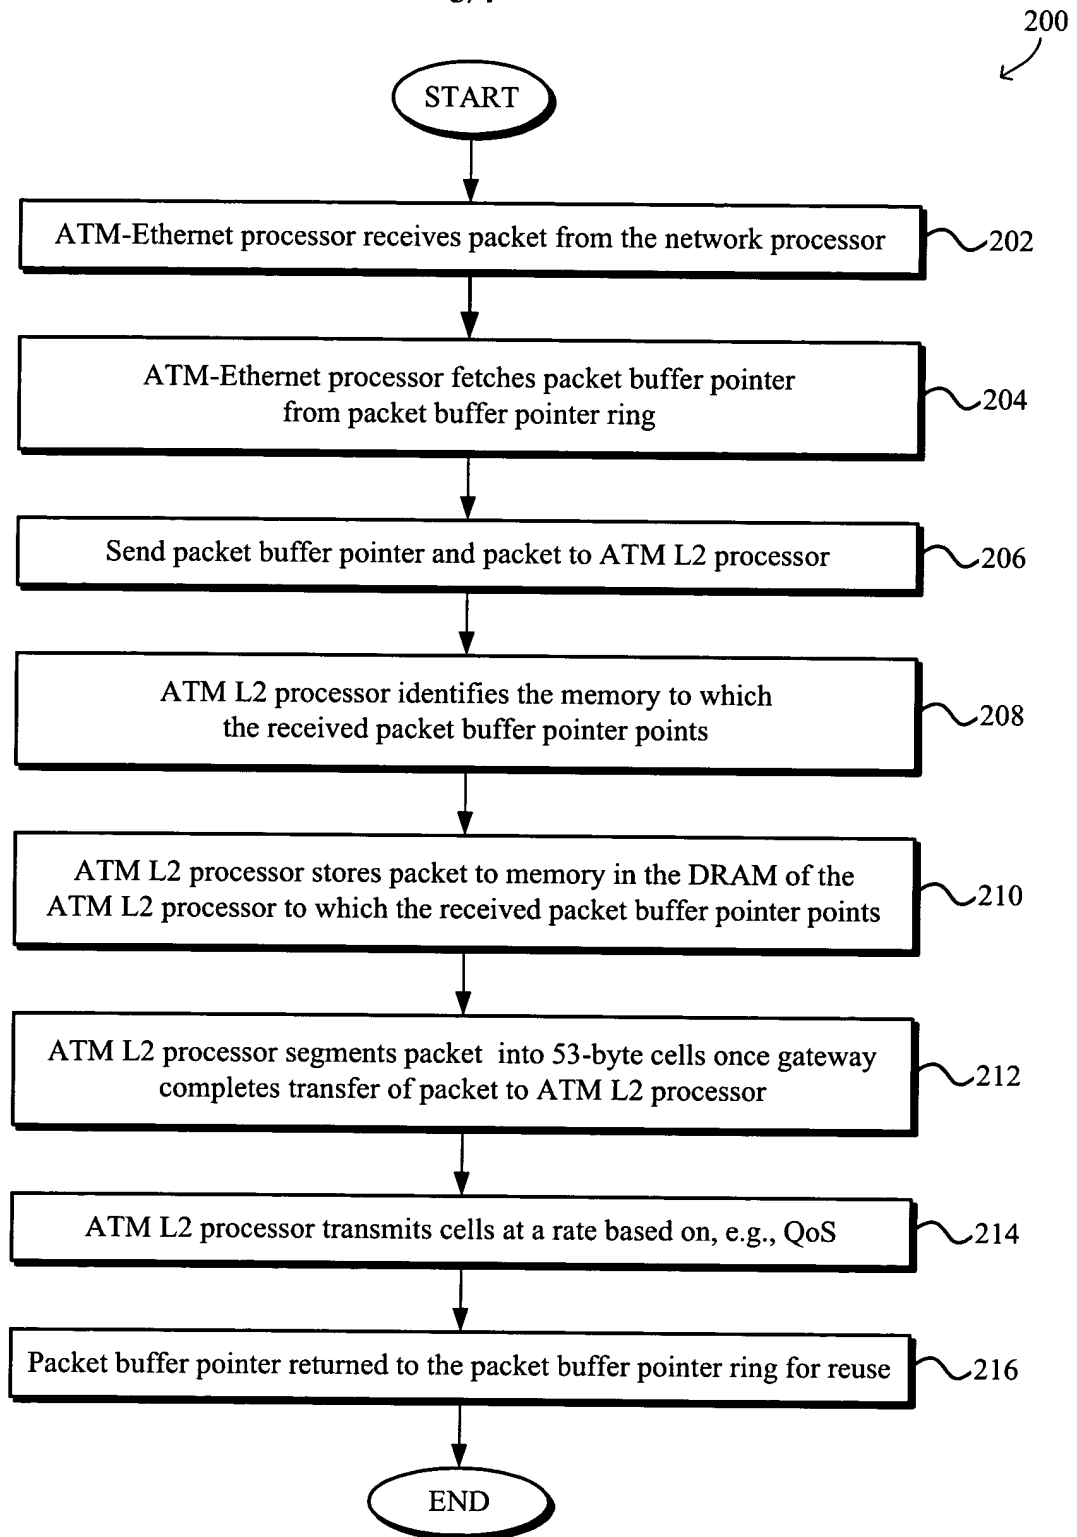 200
START
ATM-Ethernet processor receives packet from the network processor
202
ATM-Ethernet processor fetches packet buffer pointer
from packet buffer pointer ring
204
Send packet buffer pointer and packet to ATM L2 processor
206
ATM L2 processor identifies the memory to which
the received packet buffer pointer points
208
ATM L2 processor stores packet to memory in the DRAM of the
ATM L2 processor to which the received packet buffer pointer points
210
ATM L2 processor segments packet into 53-byte cells once gateway
completes transfer of packet to ATM L2 processor
212
ATM L2 processor transmits cells at a rate based on, e.g., QoS
214
Packet buffer pointer returned to the packet buffer pointer ring for reuse
216
END